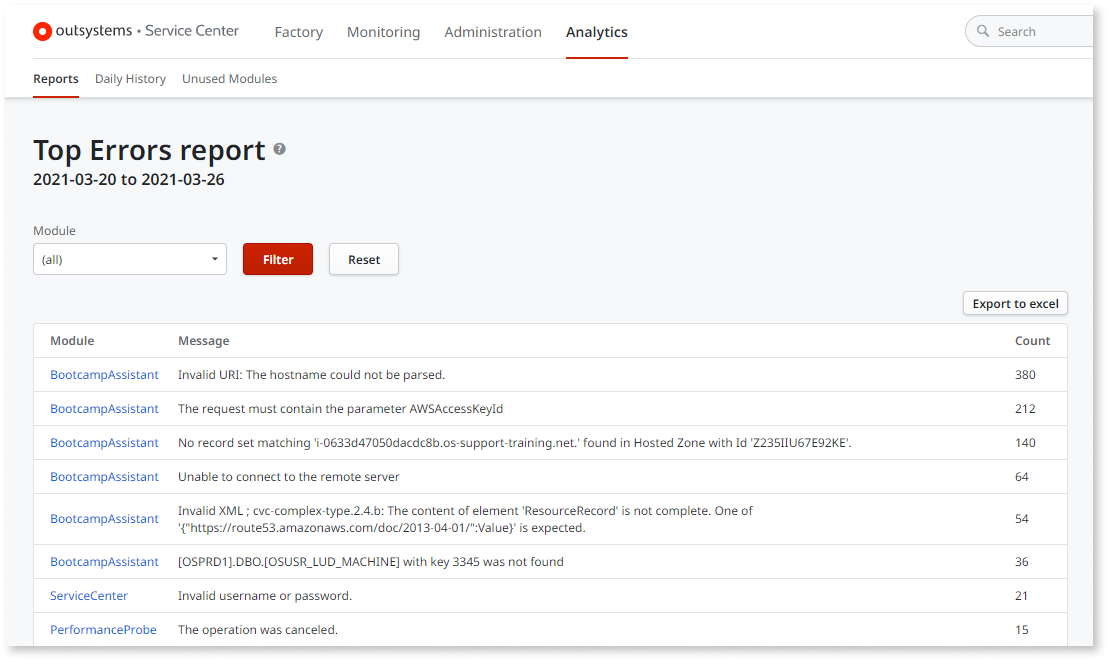 outsystems • Service Center Factory Monitoring Administration Analytics Search
Reports Daily History Unused Modules
Top Errors report ?
2021-03-20 to 2021-03-26
Module
(all) Filter Reset
Export to excel
Module Message Count
BootcampAssistant Invalid URI: The hostname could not be parsed. 380
BootcampAssistant The request must contain the parameter AWSAccessKeyId 212
BootcampAssistant No record set matching 'i-0633d47050dacdc8b.os-support-training.net.' found in Hosted Zone with Id 'Z235IIU67E92KE'. 140
BootcampAssistant Unable to connect to the remote server 64
BootcampAssistant Invalid XML ; cvc-complex-type.2.4.b: The content of element 'ResourceRecord' is not complete. One of
'{"https://route53.amazonaws.com/doc/2013-04-01/":Value}' is expected. 54
BootcampAssistant [OSPRD1].DBO.[OSUSR_LUD_MACHINE] with key 3345 was not found 36
ServiceCenter Invalid username or password. 21
PerformanceProbe The operation was canceled. 15